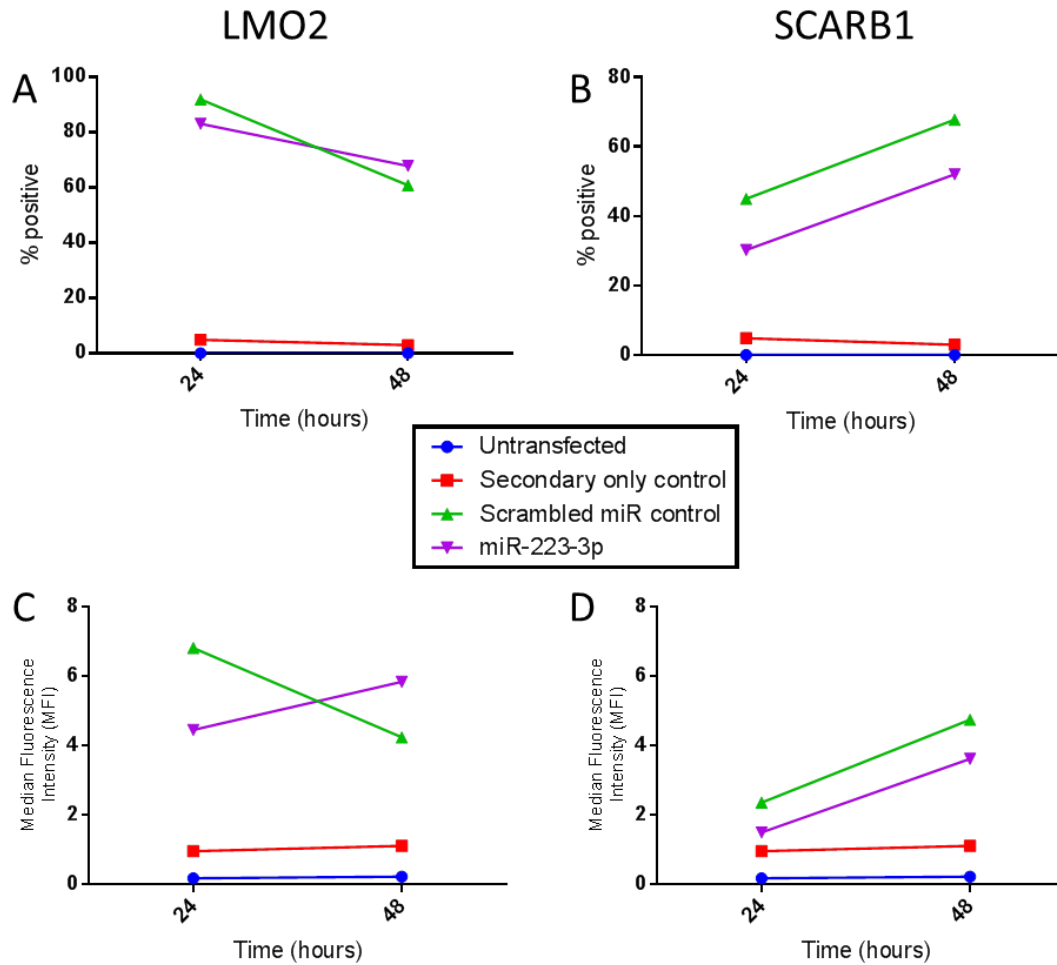 LMO2
SCARB1
A
% positive
100
80
60
40
20
0
24
48
Time (hours)
B
% positive
80
60
40
20
0
24
48
Time (hours)
Untransfected
Secondary only control
Scrambled miR control
miR-223-3p
C
Median Fluorescence
Intensity (MFI)
8
6
4
2
0
24
48
Time (hours)
D
Median Fluorescence
Intensity (MFI)
8
6
4
2
0
24
48
Time (hours)